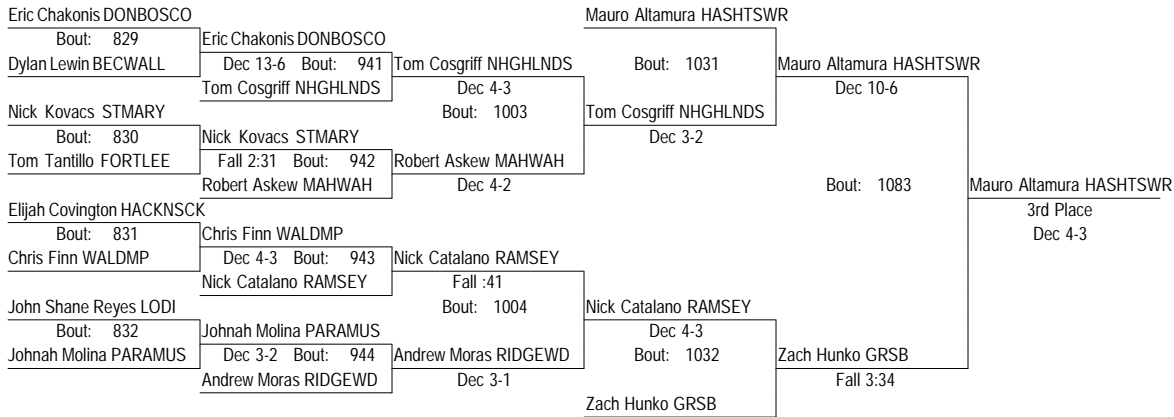 Eric Chakonis DONBOSCO
Bout: 829
Dylan Lewin BECWALL
Nick Kovacs STMARY
Bout: 830
Tom Tantillo FORTLEE
Elijah Covington HACKNSCK
Bout: 831
Chris Finn WALDMP
John Shane Reyes LODI
Bout: 832
Johnah Molina PARAMUS
Eric Chakonis DONBOSCO
Dec 13-6 Bout: 941
Tom Cosgriff NHGHLNDS
Nick Kovacs STMARY
Fall 2:31 Bout: 942
Robert Askew MAHWAH
Chris Finn WALDMP
Dec 4-3 Bout: 943
Nick Catalano RAMSEY
Johnah Molina PARAMUS
Dec 3-2 Bout: 944
Andrew Moras RIDGEWD
Tom Cosgriff NHGHLNDS
Dec 4-3
Bout: 1003
Robert Askew MAHWAH
Dec 4-2
Nick Catalano RAMSEY
Fall :41
Bout: 1004
Andrew Moras RIDGEWD
Dec 3-1
Mauro Altamura HASHTSWR
Bout: 1031
Tom Cosgriff NHGHLNDS
Dec 3-2
Nick Catalano RAMSEY
Dec 4-3
Bout: 1032
Zach Hunko GRSB
Mauro Altamura HASHTSWR
Dec 10-6
Bout: 1083
Zach Hunko GRSB
Fall 3:34
Mauro Altamura HASHTSWR
3rd Place
Dec 4-3